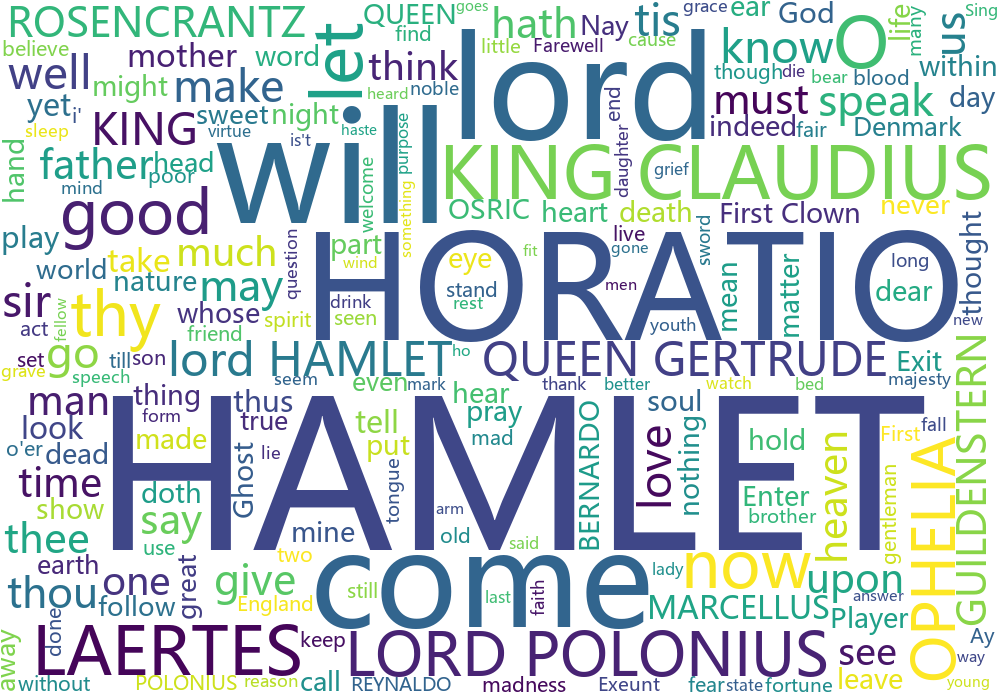 ROSENCRANTZ
QUEEN
goes
grace
ear
God
life
many
Sing
believe
mother
find
hath
Nay
tis
let
little
Farewell
cause
know
O
us
well
might
make
word
think
lord
though
die
bear
blood
within
yet
i'
sweet
night
heard
noble
end
must
speak
day
sleep
virtue
is't
haste
purpose
indeed
fair
Denmark
KING
will
father
head
poor
mind
hand
welcome
something
daughter
grief
KING CLAUDIUS
good
OSRIC
heart
death
First Clown
never
play
much
part
live
gone
sword
long
thought
world
take
nature
question
wind
eye
fit
HORATIO
mean
matter
dear
sir
thy
may
drink
stand
rest
men
act
fellow
whose
spirit
seen
youth
new
friend
set
go
till
son
lord HAMLET
ho
QUEEN GERTRUDE
Exit
grave
speech
seem
even
mark
thank
better
watch
bed
majesty
man
thing
form
thus
hear
soul
GUILDENSTERN
look
made
true
tell
pray
mad
BERNARDO
love
nothing
hold
First
fall
o'er
dead
Ghost
lie
put
HAMLET
heaven
time
doth
tongue
arm
Enter
show
say
mine
old
said
brother
gentleman
OPHELIA
thee
use
two
earth
one
great
give
still
come
last
faith
lady
now
upon
answer
thou
follow
England
MARCELLUS
Player
Ay
done
LAERTES
keep
LORD POLONIUS
see
way
away
without
POLONIUS
reason
call
REYNALDO
madness
Exeunt
fear
state
fortune
leave
young